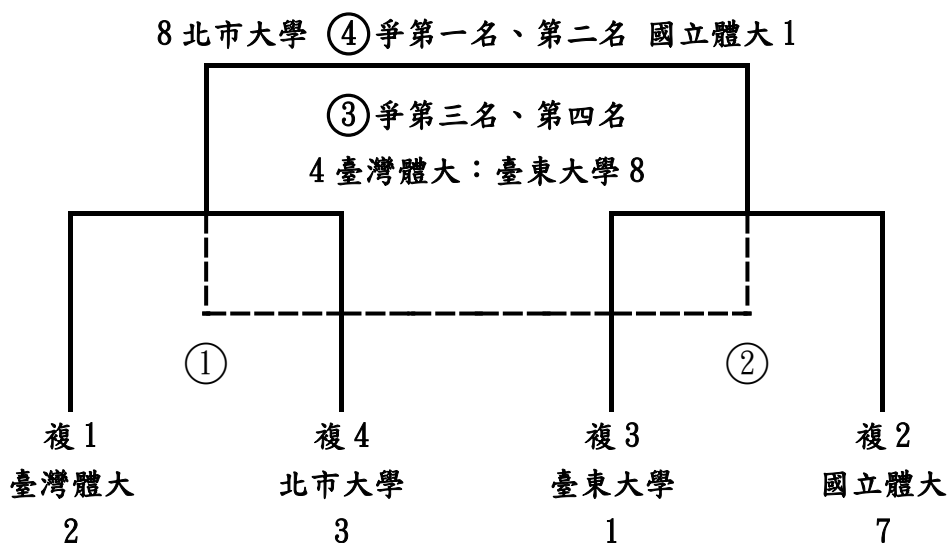 8 北市大學 ④爭第一名、第二名 國立體大 1
③爭第三名、第四名
4 臺灣體大：臺東大學 8
① ②
複 1 複 4 複 3 複 2
臺灣體大 北市大學 臺東大學 國立體大
2 3 1 7